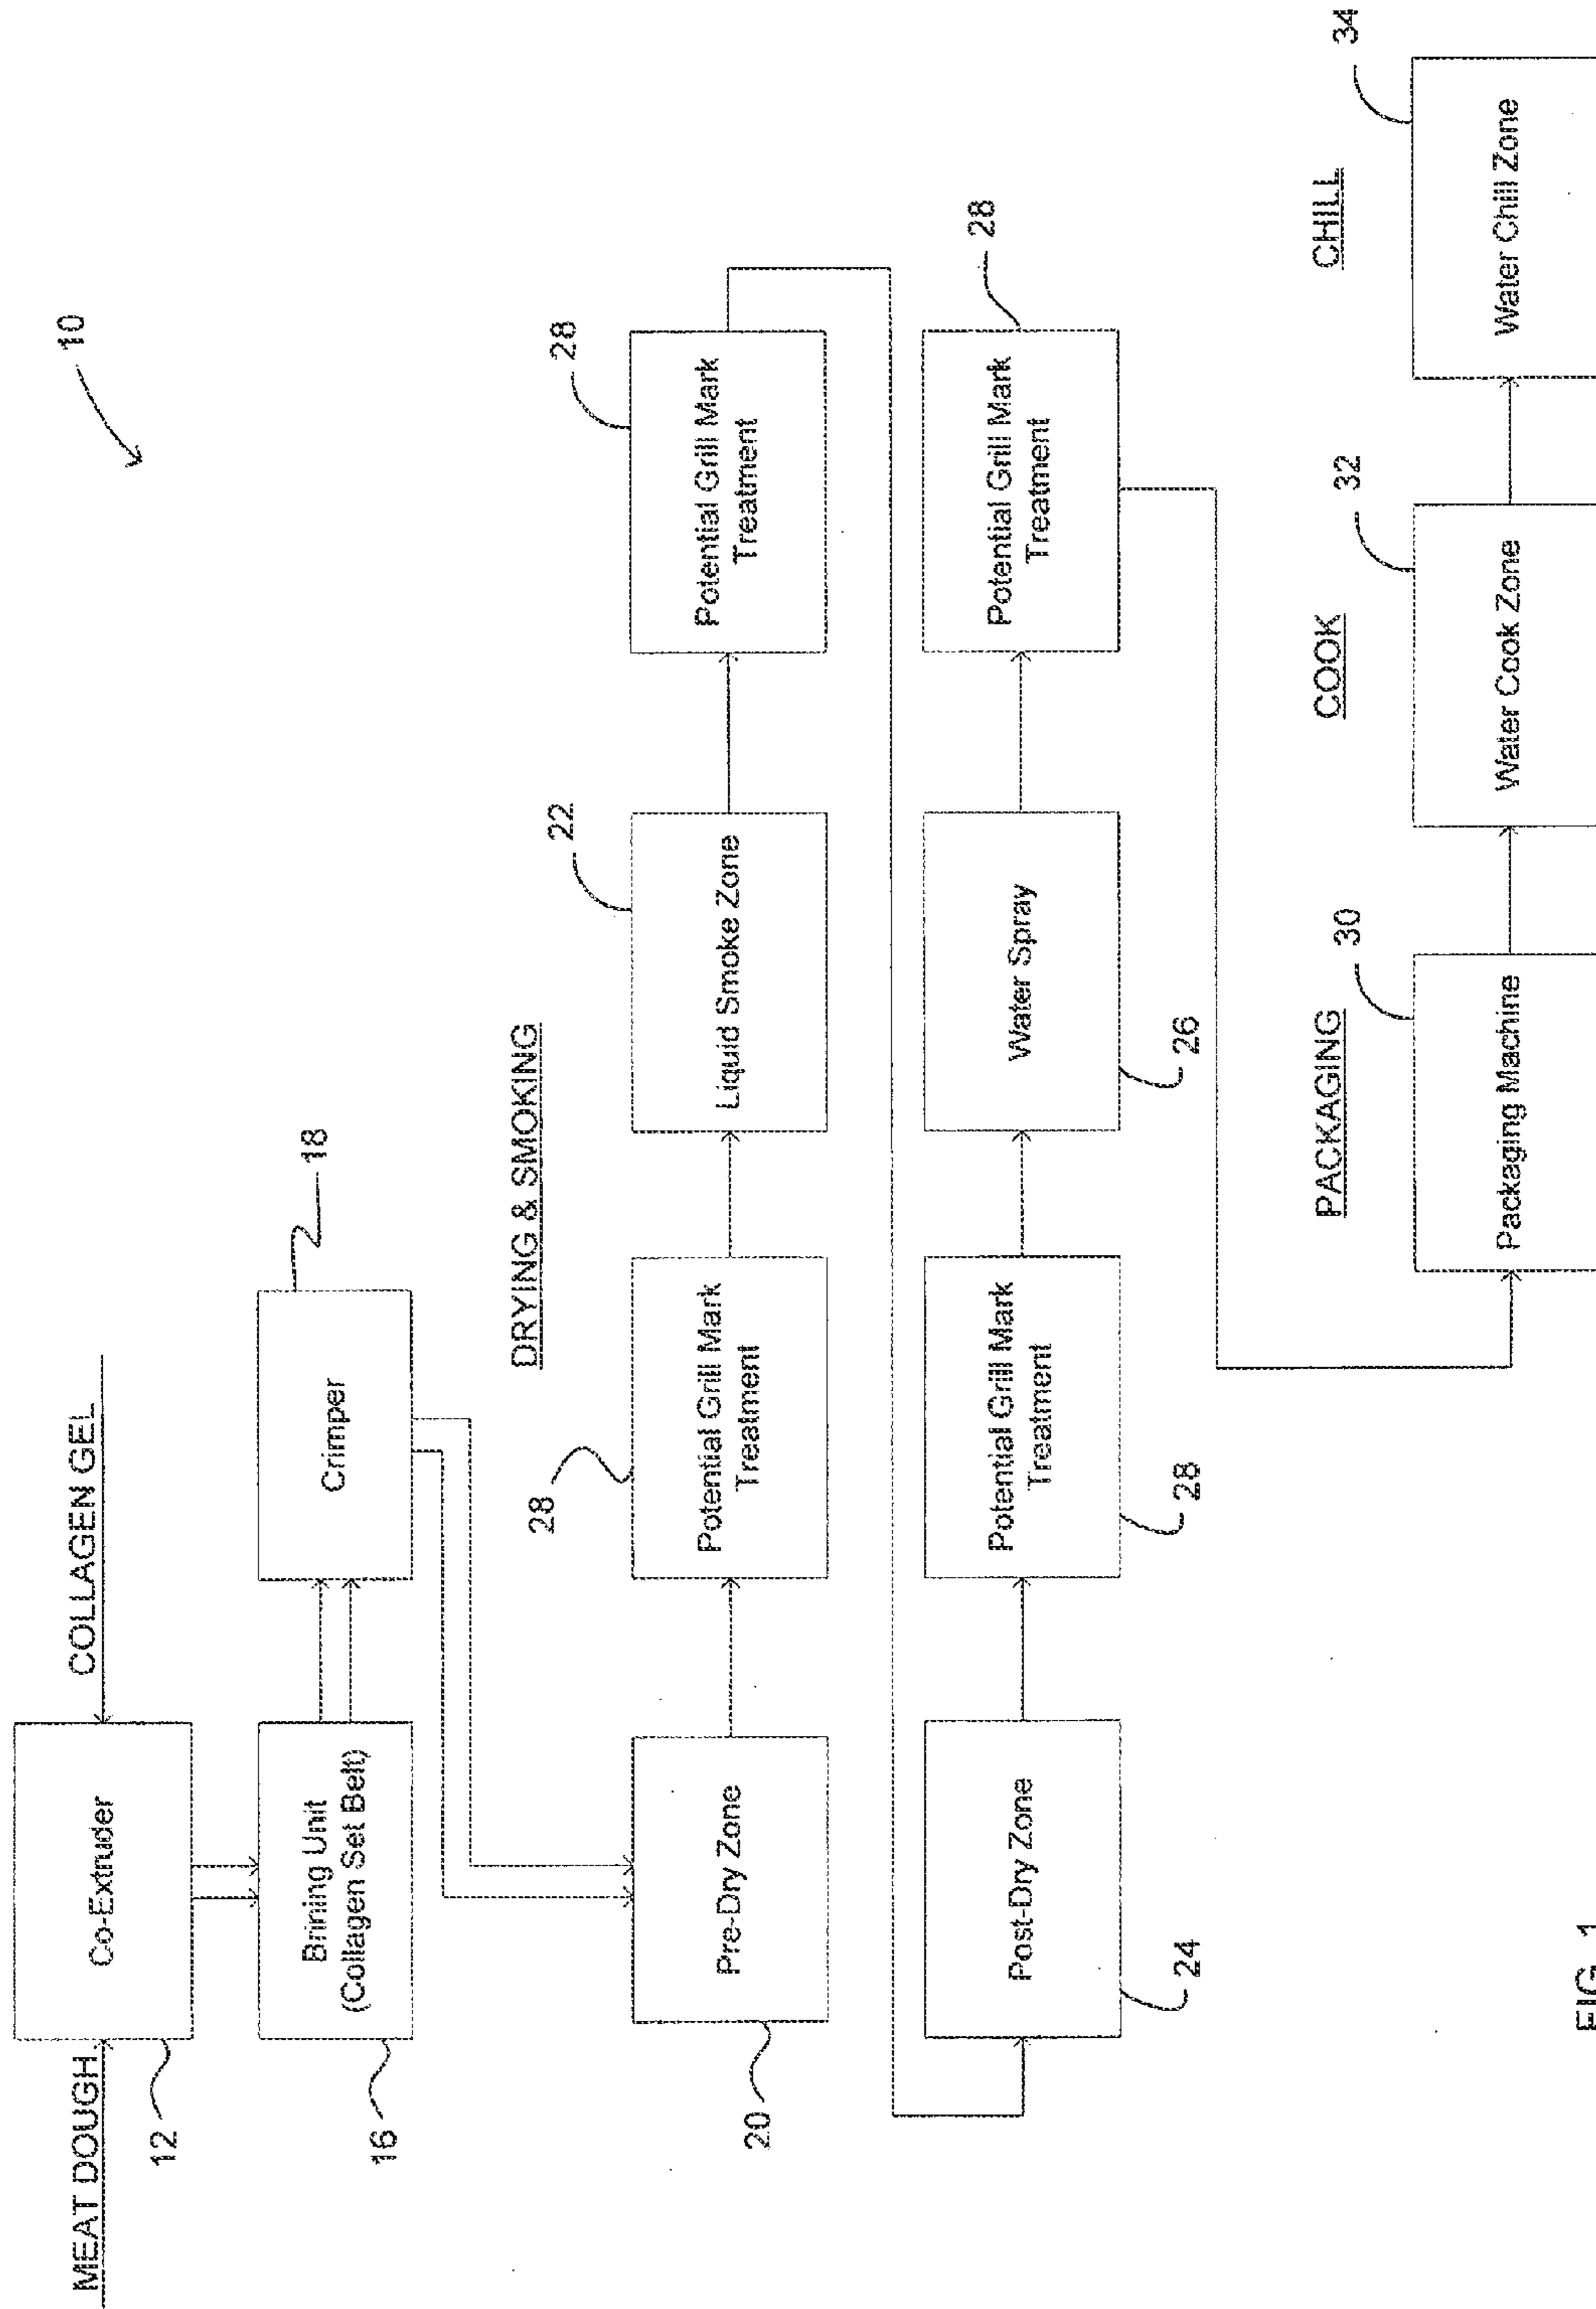 10
MEAT DOUGH
COLLAGEN GEL
Co-Extruder
12
Brining Unit
(Collagen Set Belt)
16
Crimper
18
DRYING & SMOKING
Pre-Dry Zone
20
Potential Grill Mark
Treatment
28
Liquid Smoke Zone
22
Potential Grill Mark
Treatment
28
Post-Dry Zone
24
Potential Grill Mark
Treatment
28
Water Spray
26
Potential Grill Mark
Treatment
28
PACKAGING
30
Packaging Machine
COOK
32
Water Cook Zone
CHILL
34
Water Chill Zone
FIG. 1